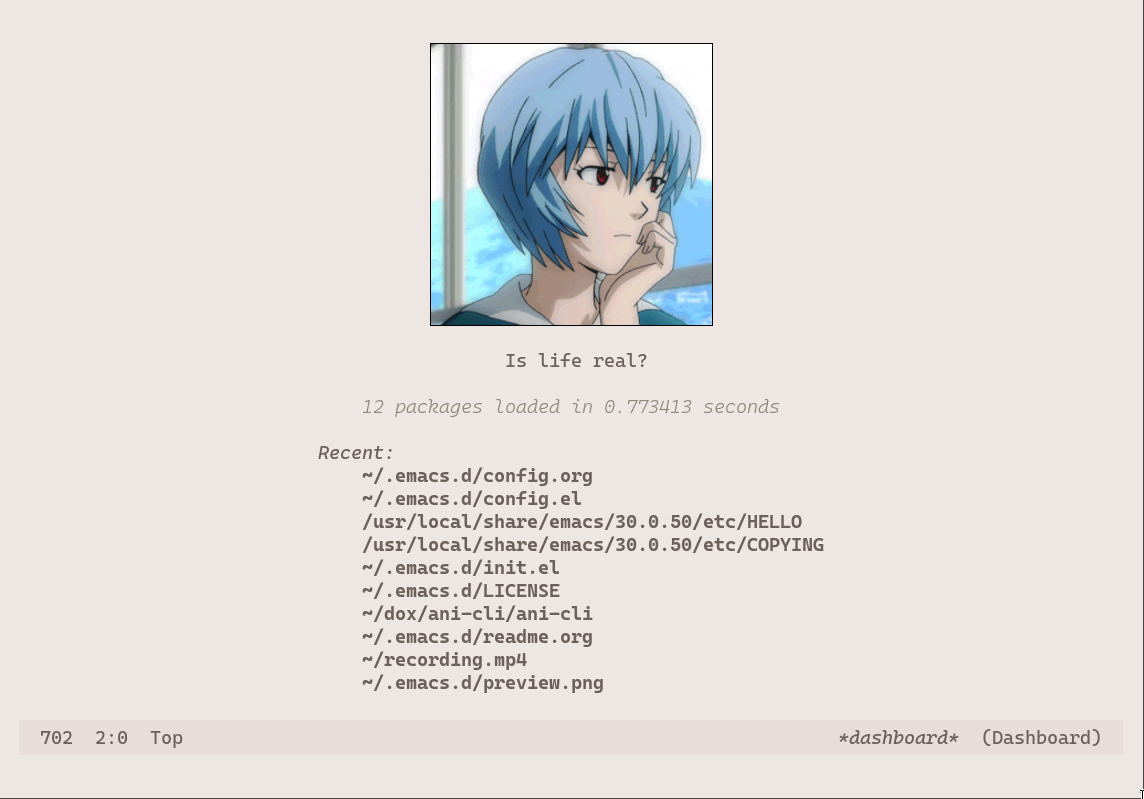 Is life real?
12 packages loaded in 0.773413 seconds
Recent:
~/.emacs.d/config.org
~/.emacs.d/config.el
/usr/local/share/emacs/30.0.50/etc/HELLO
/usr/local/share/emacs/30.0.50/etc/COPYING
~/.emacs.d/init.el
~/.emacs.d/LICENSE
~/dox/ani-cli/ani-cli
~/.emacs.d/readme.org
~/recording.mp4
~/.emacs.d/preview.png
702 2:0 Top *dashboard* (Dashboard)